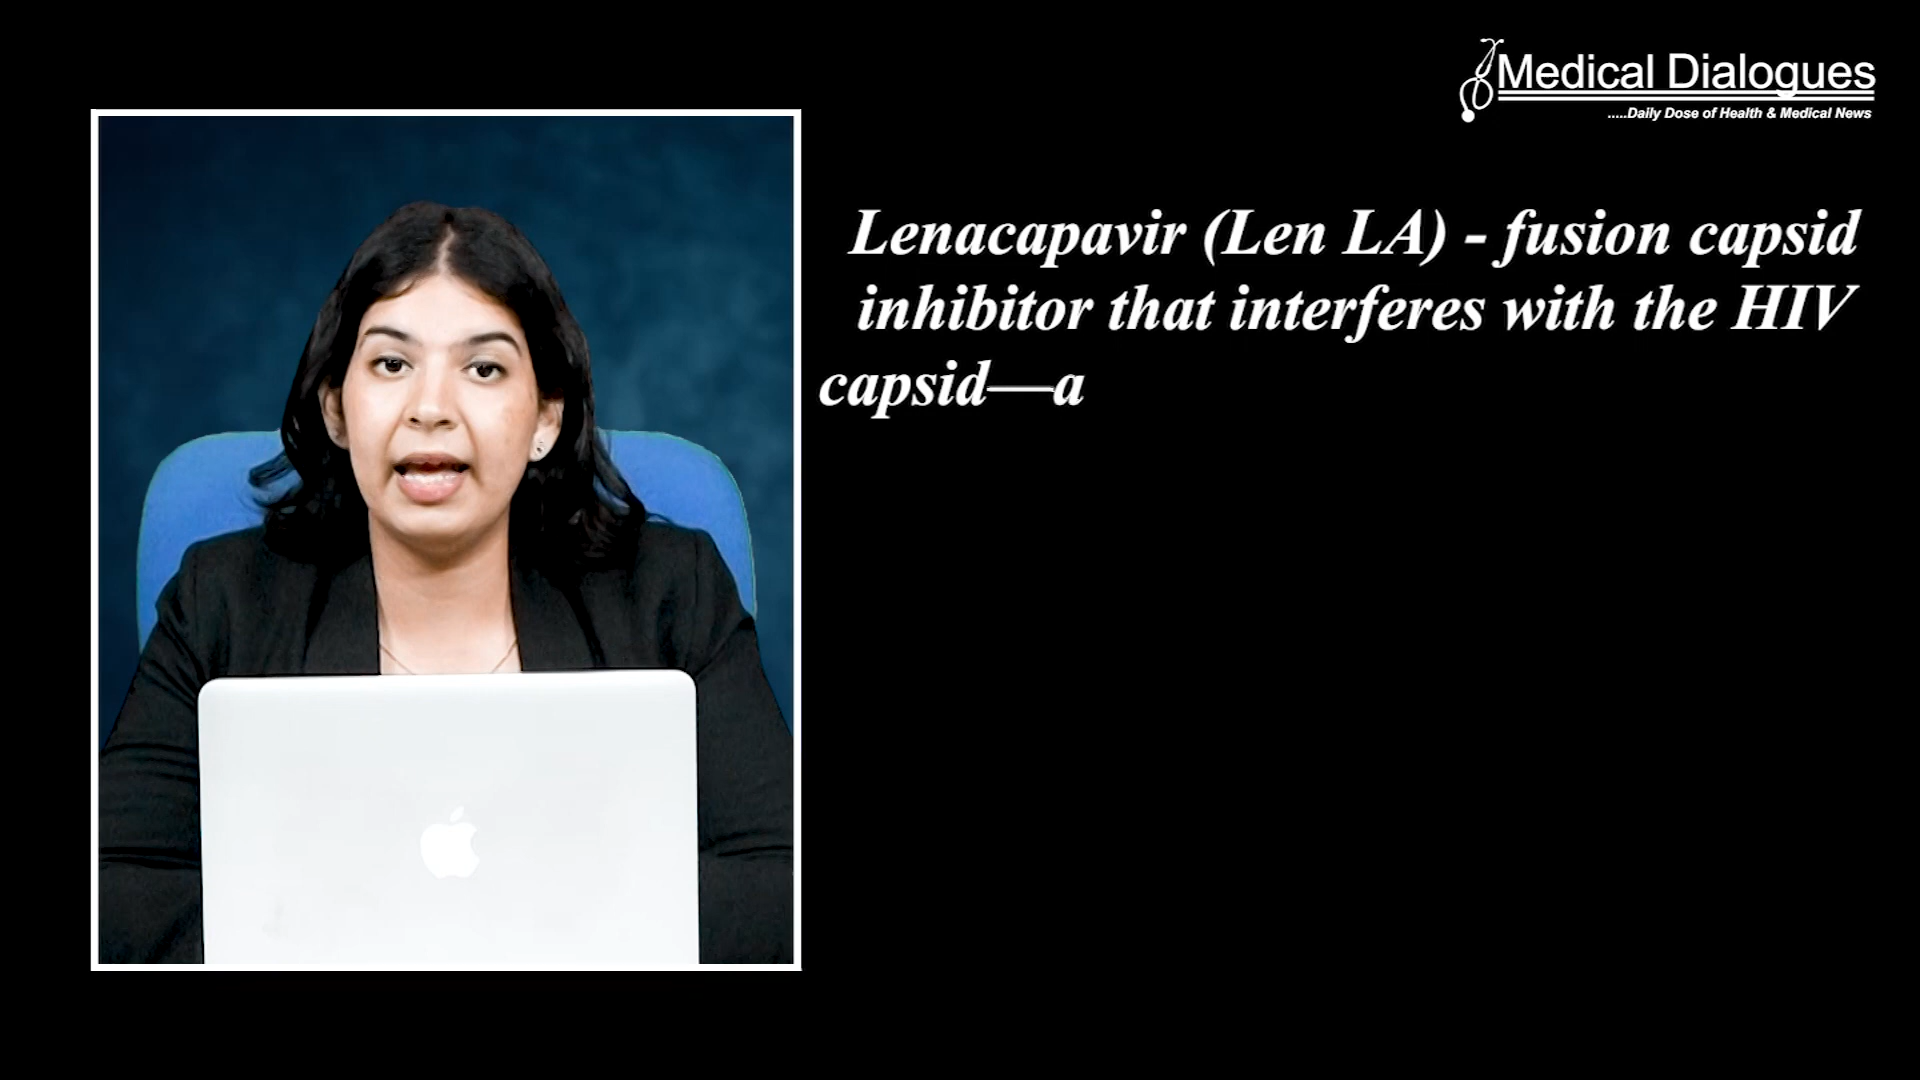 Medical Dialogues
.....Daily Dose of Health & Medical News
Lenacapavir (Len LA) - fusion capsid
inhibitor that interferes with the HIV
capsid—a